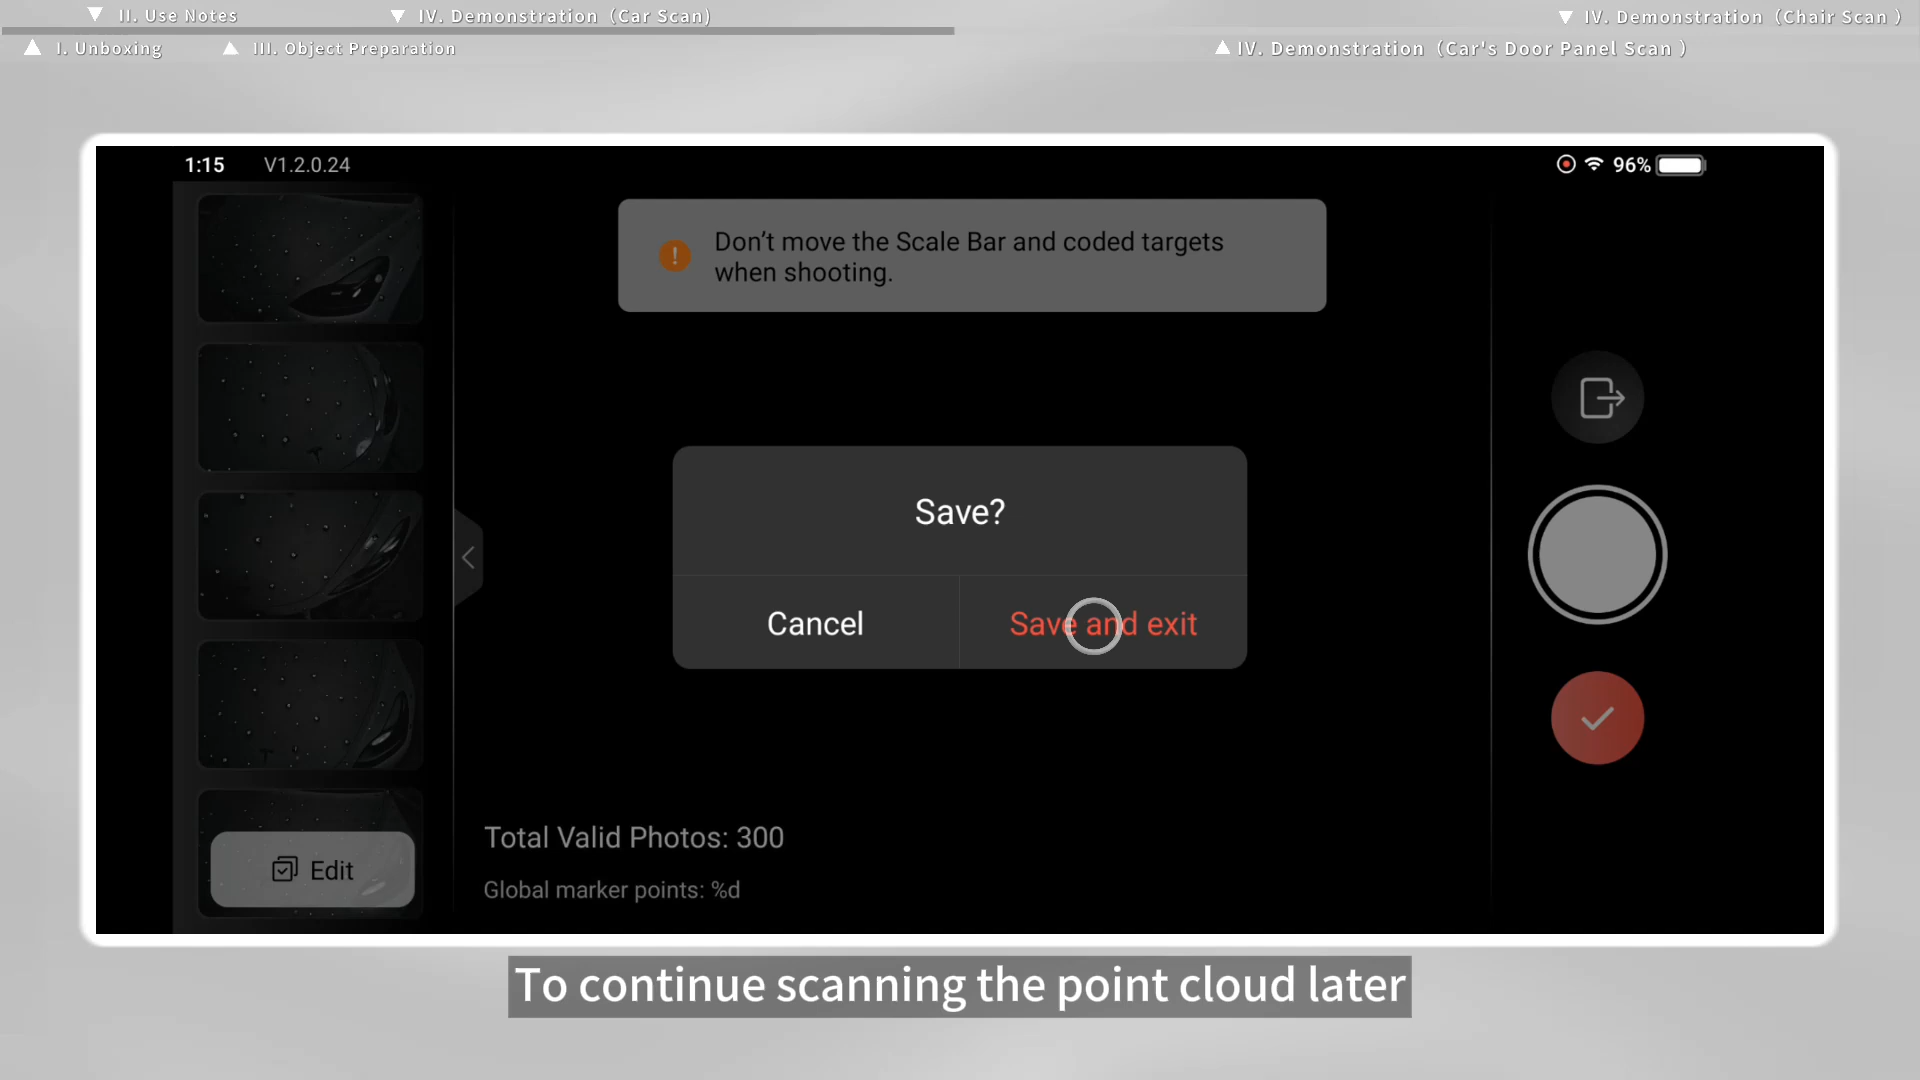 ▼ II. Use Notes
▼ IV. Demonstration（Car Scan)
▼ IV. Demonstration（Chair Scan ）
▲ I. Unboxing
▲ III. Object Preparation
▲ IV. Demonstration（Car's Door Panel Scan ）
1:15
V1.2.0.24
96%
Don’t move the Scale Bar and coded targets
when shooting.
Save?
Cancel
Save and exit
Total Valid Photos: 300
Edit
Global marker points: %d
To continue scanning the point cloud later